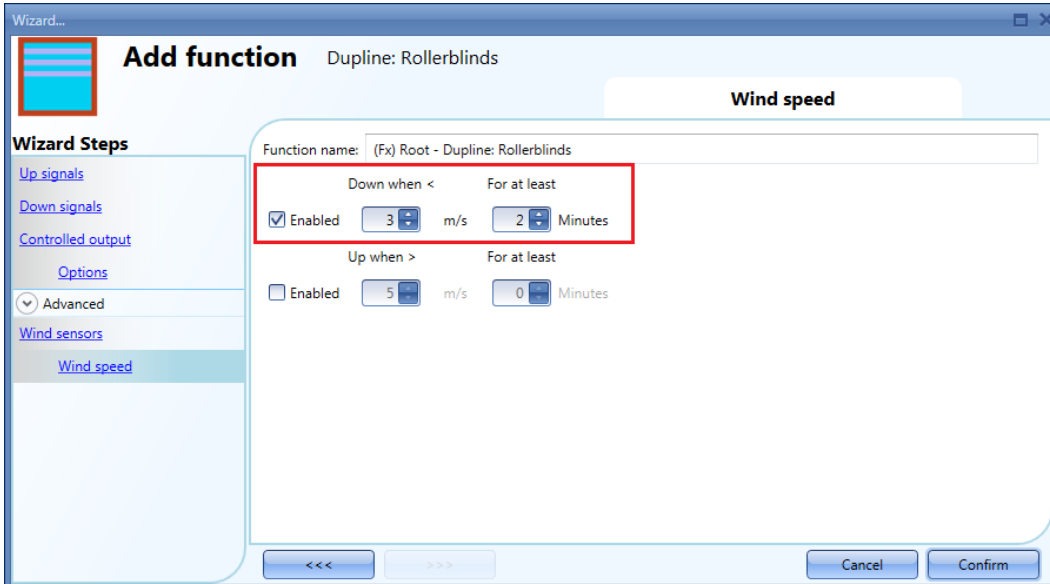 Wizard...
Add function Dupline: Rollerblinds
Wind speed
Wizard Steps
Up signals
Down signals
Controlled output
Options
Advanced
Wind sensors
Wind speed
Function name: (Fx) Root - Dupline: Rollerblinds
Down when < For at least
Enabled 3 m/s 2 Minutes
Up when > For at least
Enabled 5 m/s 0 Minutes
<<< >>> Cancel Confirm